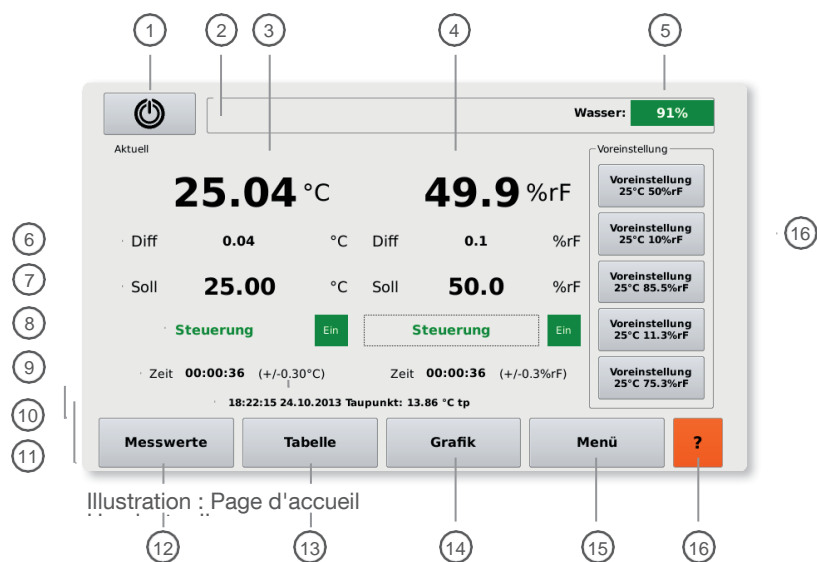 1 2 3 4 5
Wasser: 91%
Aktuell
Voreinstellung
25.04 °C 49.9 %rF
Voreinstellung
25°C 50%rF
6 Diff 0.04 °C Diff 0.1 %rF
Voreinstellung
25°C 10%rF
16
7 Soll 25.00 °C Soll 50.0 %rF
Voreinstellung
25°C 85.5%rF
8 Steuerung Ein Steuerung Ein
Voreinstellung
25°C 11.3%rF
9 Zeit 00:00:36 (+/-0.30°C) Zeit 00:00:36 (+/-0.3%rF)
Voreinstellung
25°C 75.3%rF
10 18:22:15 24.10.2013 Taupunkt: 13.86 °C tp
11 Messwerte Tabelle Grafik Menü ?
Illustration : Page d'accueil
12 13 14 15 16